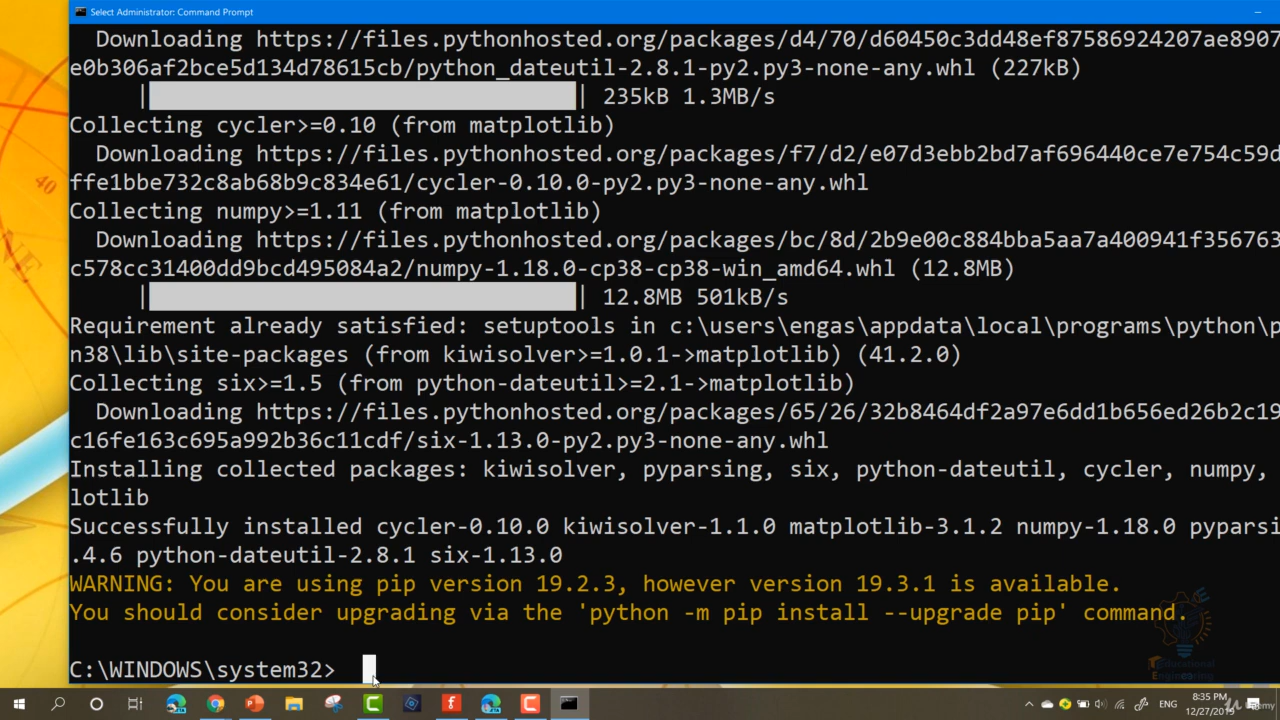 Select Administrator: Command Prompt
Downloading https://files.pythonhosted.org/packages/d4/70/d60450c3dd48ef87586924207ae8907
e0b306af2bce5d134d78615cb/python_dateutil-2.8.1-py2.py3-none-any.whl (227kB)
|████████████████████████████████| 235kB 1.3MB/s
Collecting cycler>=0.10 (from matplotlib)
Downloading https://files.pythonhosted.org/packages/f7/d2/e07d3ebb2bd7af696440ce7e754c59d
ffe1bbe732c8ab68b9c834e61/cycler-0.10.0-py2.py3-none-any.whl
Collecting numpy>=1.11 (from matplotlib)
Downloading https://files.pythonhosted.org/packages/bc/8d/2b9e00c884bba5aa7a400941f356763
c578cc31400dd9bcd495084a2/numpy-1.18.0-cp38-cp38-win_amd64.whl (12.8MB)
|████████████████████████████████| 12.8MB 501kB/s
Requirement already satisfied: setuptools in c:\users\engas\appdata\local\programs\python\p
n38\lib\site-packages (from kiwisolver>=1.0.1->matplotlib) (41.2.0)
Collecting six>=1.5 (from python-dateutil>=2.1->matplotlib)
Downloading https://files.pythonhosted.org/packages/65/26/32b8464df2a97e6dd1b656ed26b2c19
c16fe163c695a992b36c11cdf/six-1.13.0-py2.py3-none-any.whl
Installing collected packages: kiwisolver, pyparsing, six, python-dateutil, cycler, numpy,
lotlib
Successfully installed cycler-0.10.0 kiwisolver-1.1.0 matplotlib-3.1.2 numpy-1.18.0 pyparsi
.4.6 python-dateutil-2.8.1 six-1.13.0
WARNING: You are using pip version 19.2.3, however version 19.3.1 is available.
You should consider upgrading via the 'python -m pip install --upgrade pip' command.
C:\WINDOWS\system32>
Educational
Engineering
40
NE
ENG
8:35 PM
12/27/2019
Udemy